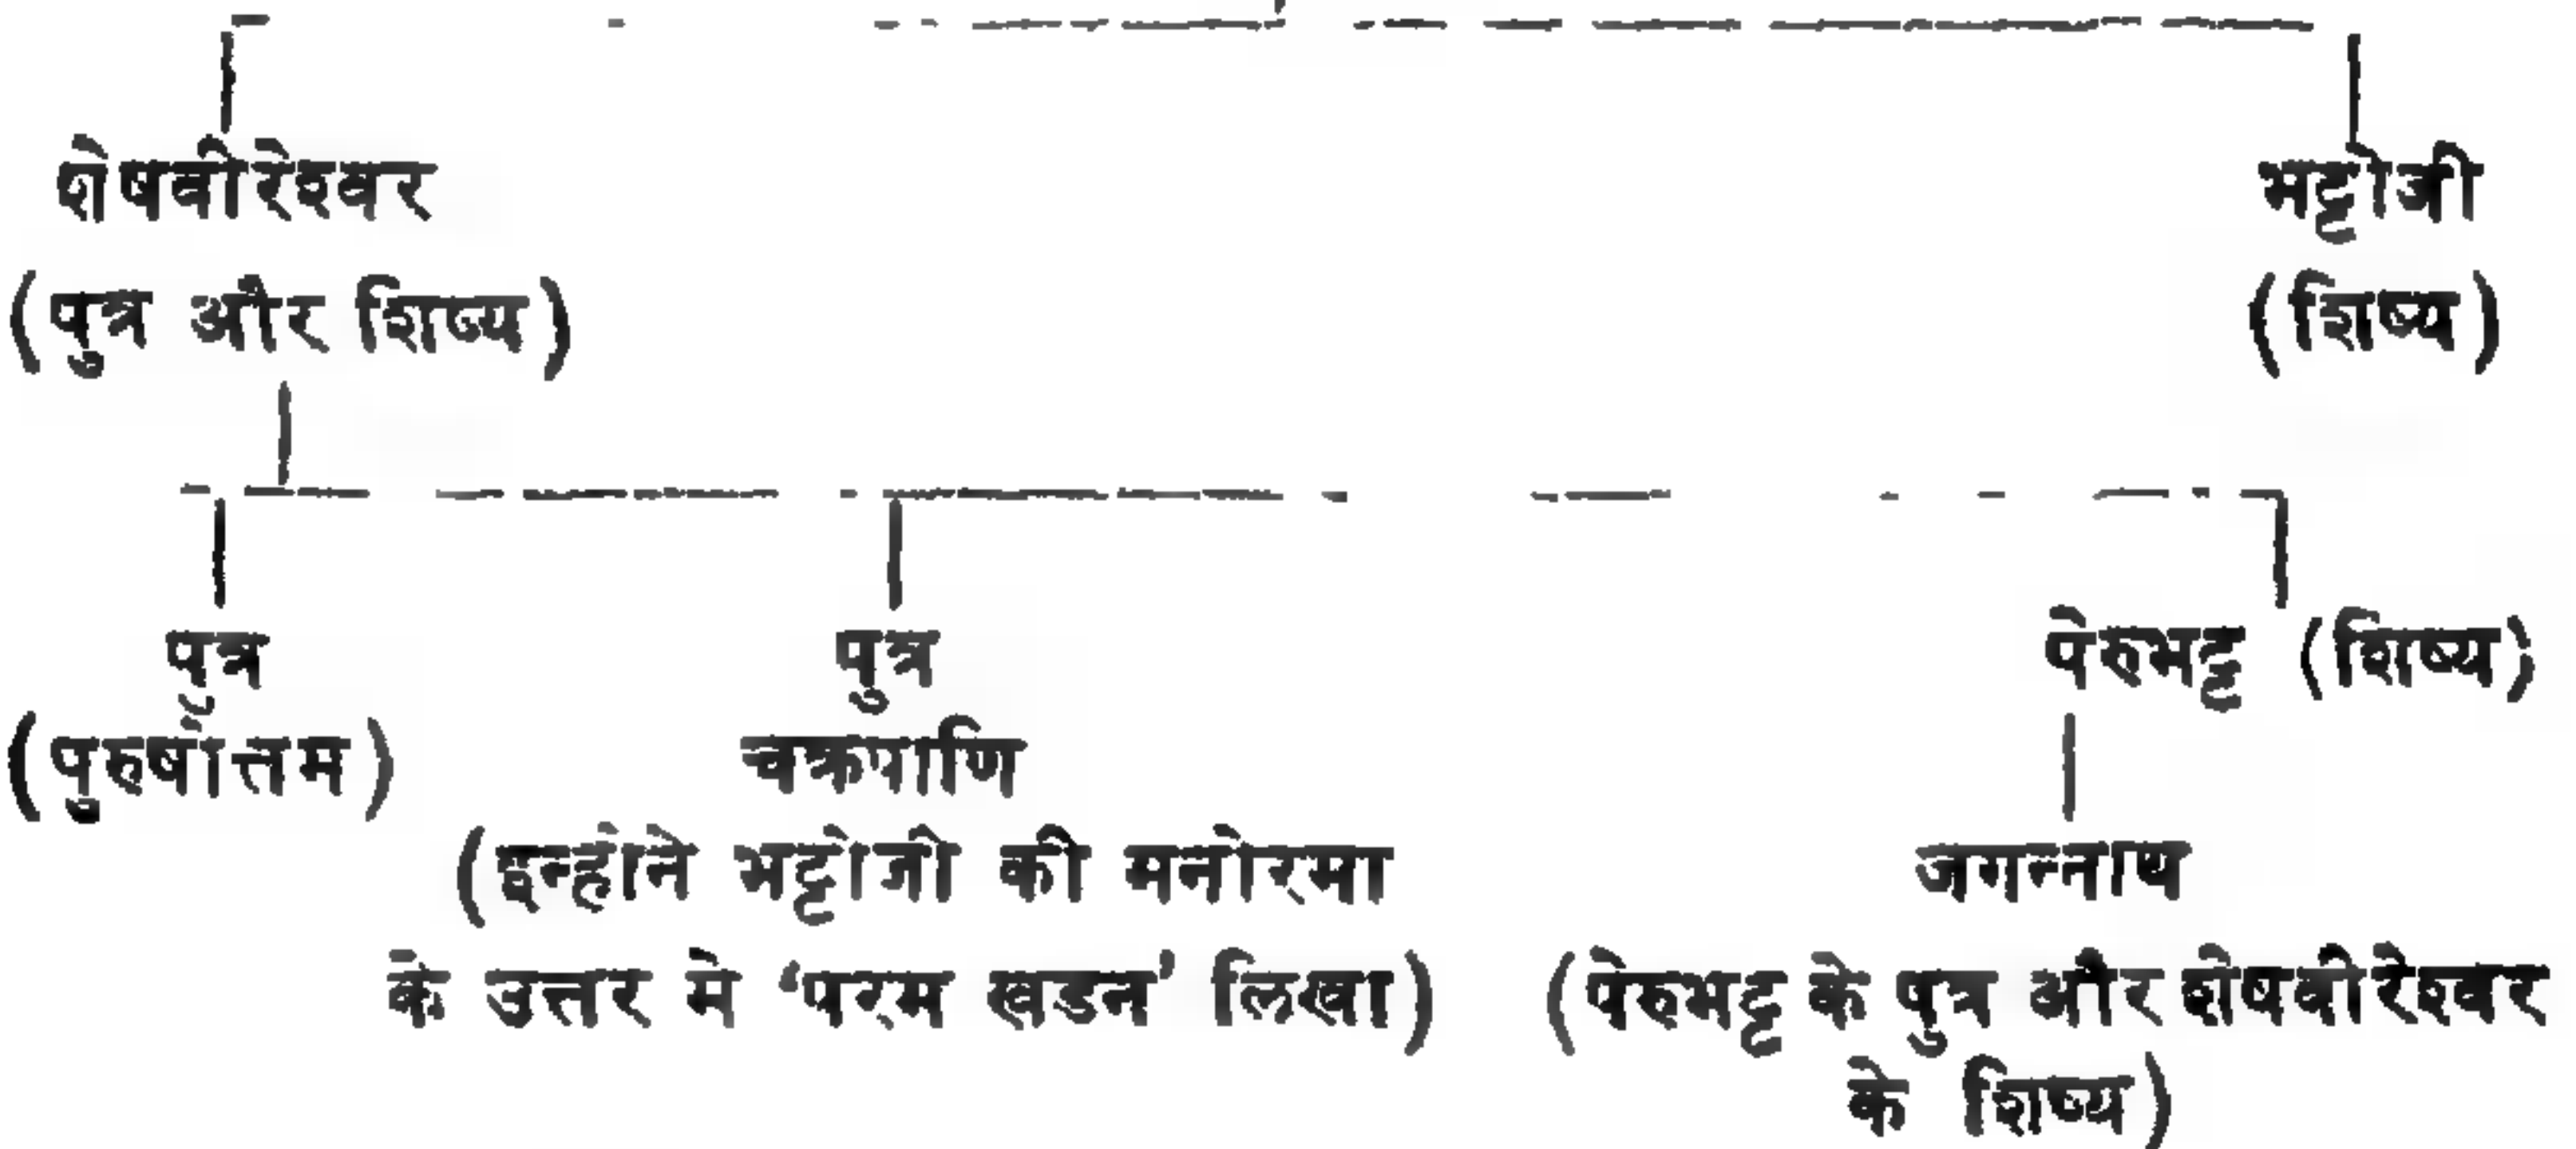 शेषवीरेश्वर भट्टोजी
(पुत्र और शिष्य) (शिष्य)
पुत्र पुत्र पेरुभट्ट (शिष्य)
(पुरुषोत्तम) चक्रपाणि
(इन्होने भट्टोजी की मनोरमा जगन्नाथ
के उत्तर मे ‘परम खडन’ लिखा) (पेरुभट्ट के पुत्र और शेषवीरेश्वर
के शिष्य)